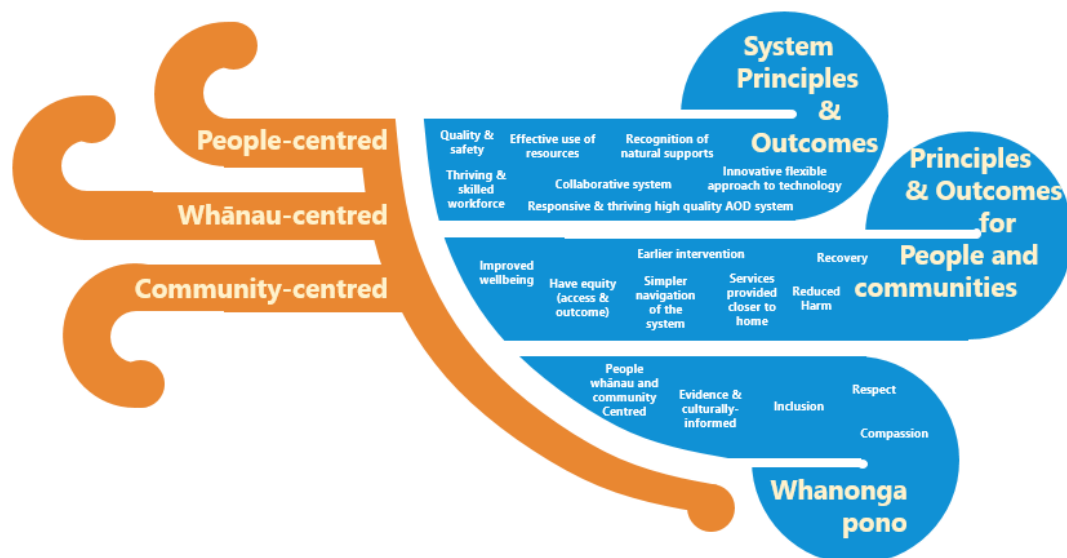 People-centred
Whānau-centred
Community-centred
System
Principles
&
Outcomes
Quality &
safety
Effective use of
resources
Recognition of
natural supports
Thriving &
skilled
workforce
Collaborative system
Innovative flexible
approach to technology
Responsive & thriving high quality AOD system
Principles
& Outcomes
for
People and
communities
Earlier intervention
Recovery
Improved
wellbeing
Have equity
(access &
outcome)
Simpler
navigation
of the
system
Services
provided
closer to
home
Reduced
Harm
People
whānau and
community
Centred
Evidence &
culturally-
informed
Inclusion
Respect
Compassion
Whanonga
pono